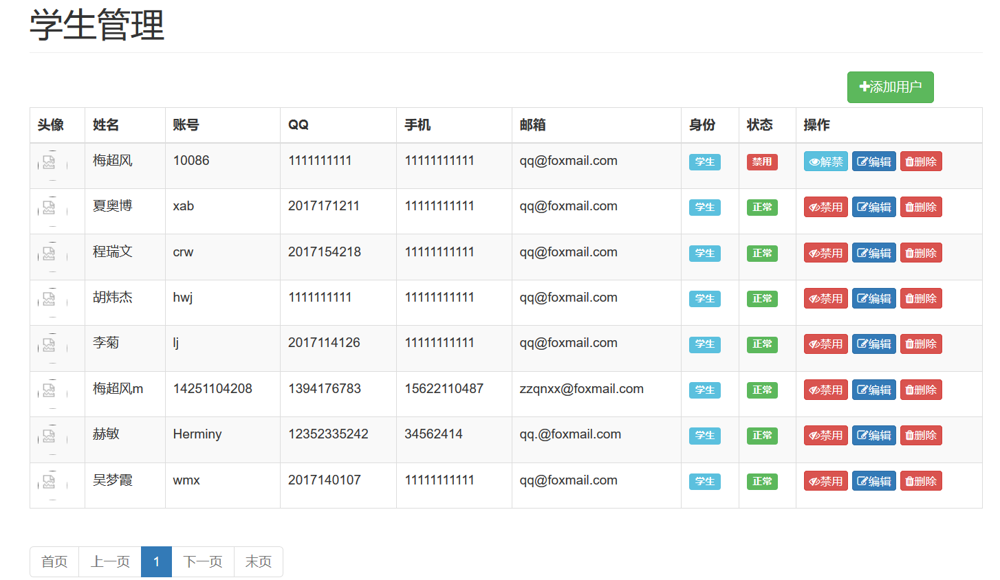 学生管理
添加用户
头像 姓名 账号 QQ 手机 邮箱 身份 状态 操作
梅超风 10086 1111111111 11111111111 qq@foxmail.com 学生 禁用 解禁 编辑 删除
夏奥博 xab 2017171211 11111111111 qq@foxmail.com 学生 正常 禁用 编辑 删除
程瑞文 crw 2017154218 11111111111 qq@foxmail.com 学生 正常 禁用 编辑 删除
胡炜杰 hwj 1111111111 11111111111 qq@foxmail.com 学生 正常 禁用 编辑 删除
李菊 lj 2017114126 11111111111 qq@foxmail.com 学生 正常 禁用 编辑 删除
梅超风m 14251104208 1394176783 15622110487 zzqnxx@foxmail.com 学生 正常 禁用 编辑 删除
赫敏 Herminy 12352335242 34562414 qq.@foxmail.com 学生 正常 禁用 编辑 删除
吴梦霞 wmx 2017140107 11111111111 qq@foxmail.com 学生 正常 禁用 编辑 删除
首页 上一页 1 下一页 末页